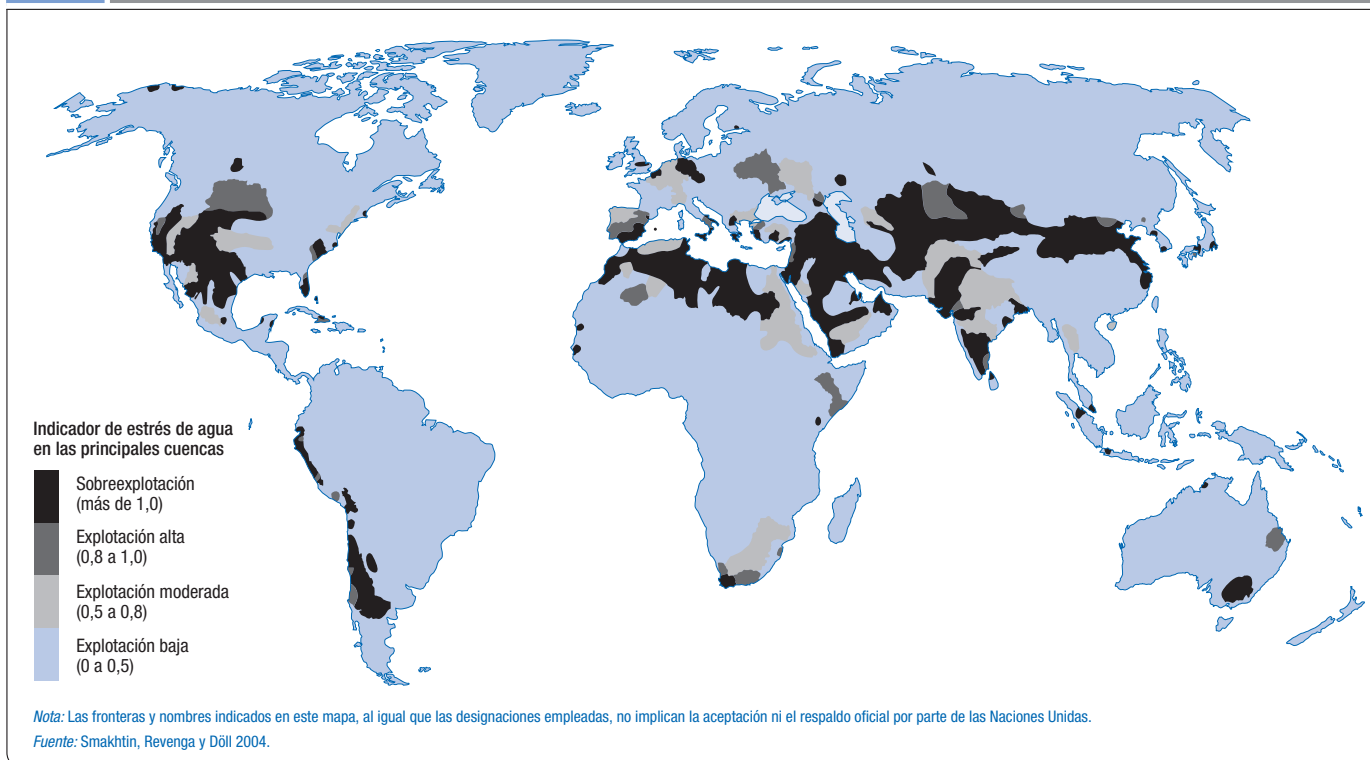 Indicador de estrés de agua
en las principales cuencas
Sobreexplotación
(más de 1,0)
Explotación alta
(0,8 a 1,0)
Explotación moderada
(0,5 a 0,8)
Explotación baja
(0 a 0,5)
Nota: Las fronteras y nombres indicados en este mapa, al igual que las designaciones empleadas, no implican la aceptación ni el respaldo oficial por parte de las Naciones Unidas.
Fuente: Smakhtin, Revenga y Döll 2004.